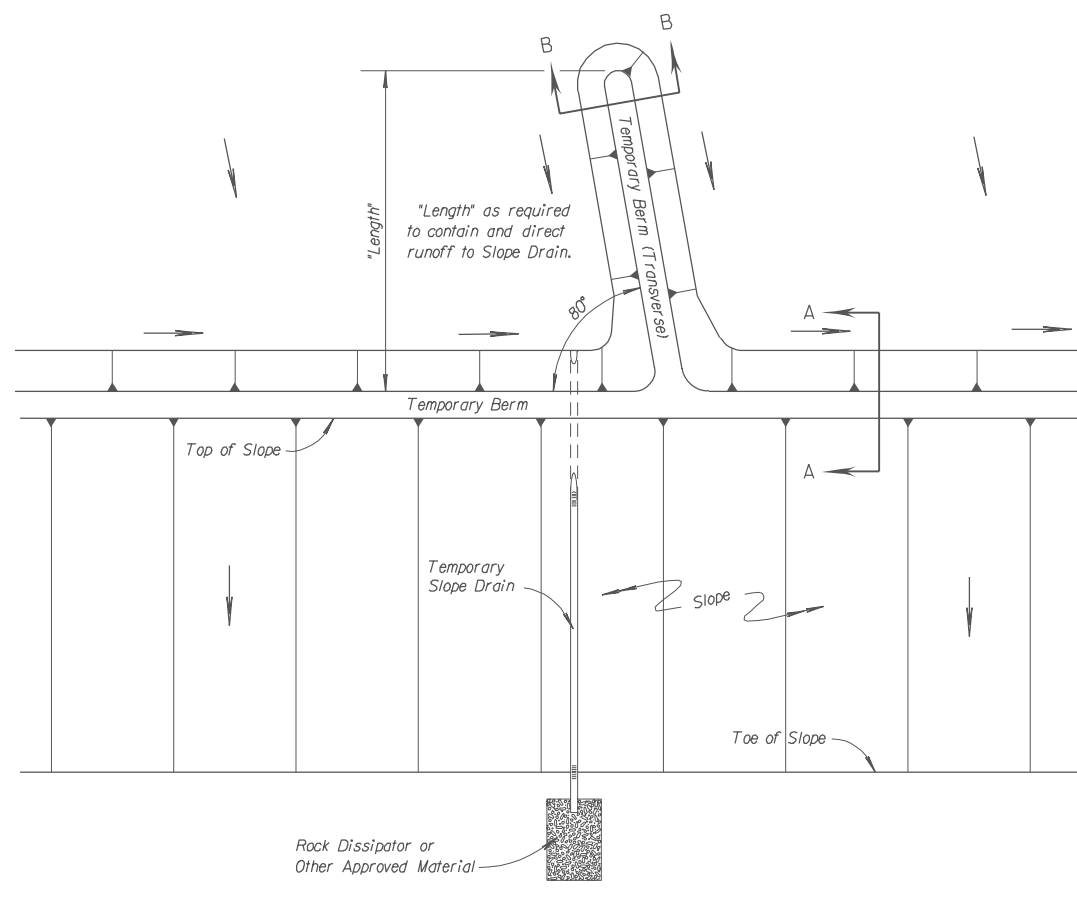 B
B
Temporary Berm (Transverse)
"Length"
"Length" as required
to contain and direct
runoff to Slope Drain.
80°
A
Temporary Berm
Top of Slope
A
Temporary
Slope Drain
Slope
Toe of Slope
Rock Dissipator or
Other Approved Material